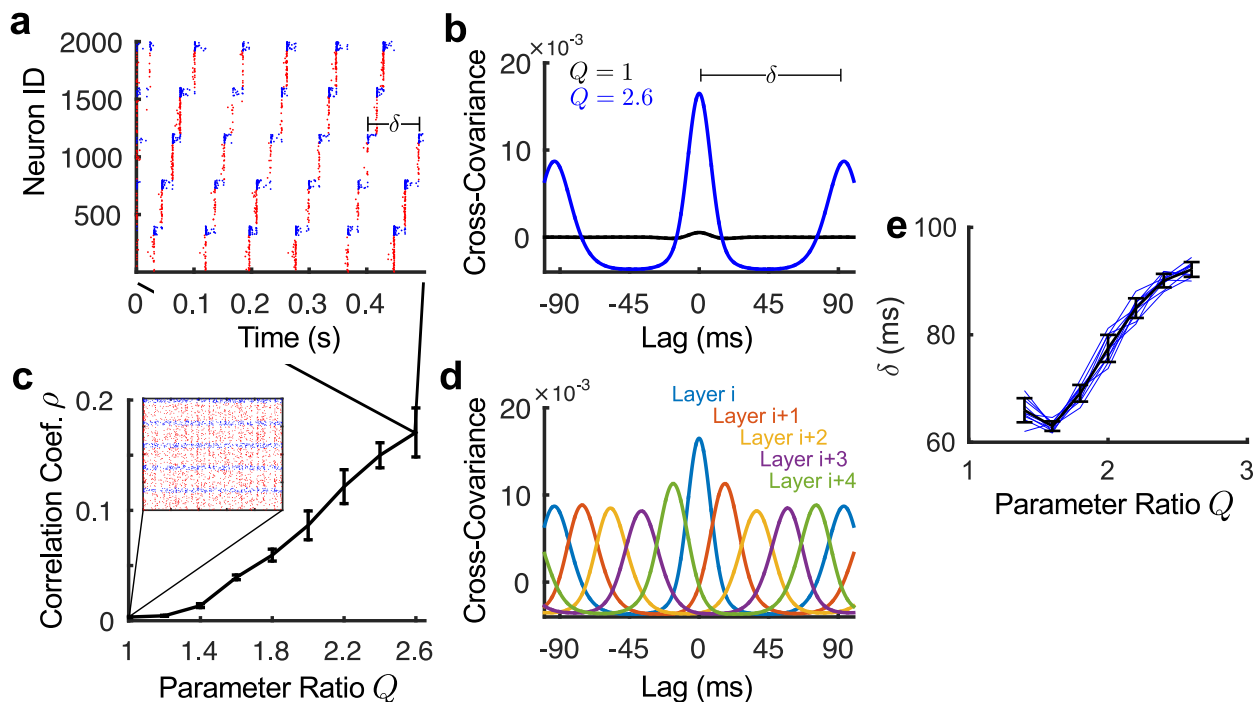 a
2000
1500
1000
500
Neuron ID
δ
0 0.1 0.2 0.3 0.4
Time (s)
b
×10⁻³
20
10
0
Cross-Covariance
Q = 1
Q = 2.6
δ
-90 -45 0 45 90
Lag (ms)
c
0.2
0.1
0
Correlation Coef. ρ
1 1.4 1.8 2.2 2.6
Parameter Ratio Q
d
×10⁻³
20
10
0
Cross-Covariance
Layer i
Layer i+1
Layer i+2
Layer i+3
Layer i+4
-90 -45 0 45 90
Lag (ms)
e
100
80
60
δ (ms)
1 2 3
Parameter Ratio Q